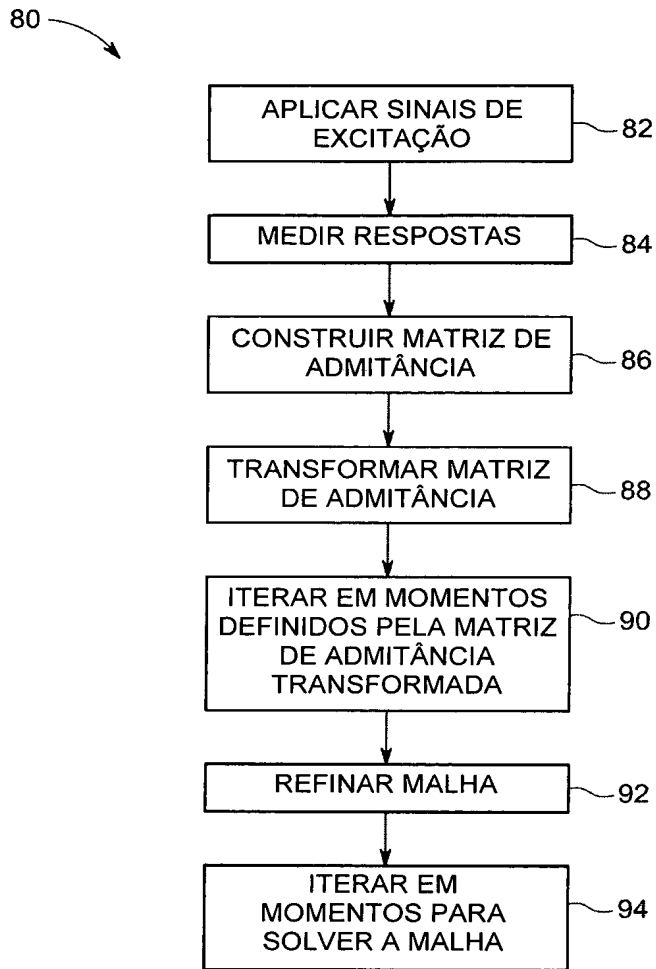 80
APLICAR SINAIS DE
EXCITAÇÃO
82
MEDIR RESPOSTAS
84
CONSTRUIR MATRIZ DE
ADMITÂNCIA
86
TRANSFORMAR MATRIZ
DE ADMITÂNCIA
88
ITERAR EM MOMENTOS
DEFINIDOS PELA MATRIZ
DE ADMITÂNCIA
TRANSFORMADA
90
REFINAR MALHA
92
ITERAR EM
MOMENTOS PARA
SOLVER A MALHA
94